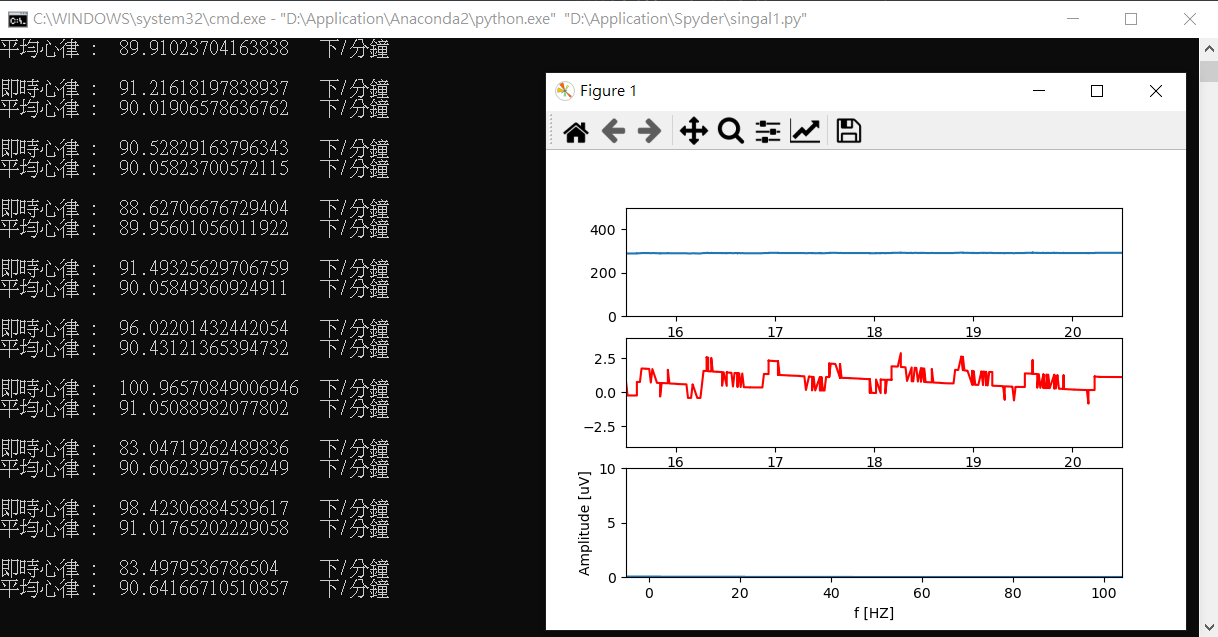 C:\WINDOWS\system32\cmd.exe - "D:\Application\Anaconda2\python.exe"  "D:\Application\Spyder\singal1.py"
平均心律 :  89.91023704163838   下/分鐘
即時心律 :  91.21618197838937   下/分鐘
平均心律 :  90.01906578636762   下/分鐘
即時心律 :  90.52829163796343   下/分鐘
平均心律 :  90.05823700572115   下/分鐘
即時心律 :  88.62706676729404   下/分鐘
平均心律 :  89.95601056011922   下/分鐘
即時心律 :  91.49325629706759   下/分鐘
平均心律 :  90.05849360924911   下/分鐘
即時心律 :  96.02201432442054   下/分鐘
平均心律 :  90.43121365394732   下/分鐘
即時心律 :  100.96570849006946  下/分鐘
平均心律 :  91.05088982077802   下/分鐘
即時心律 :  83.04719262489836   下/分鐘
平均心律 :  90.60623997656249   下/分鐘
即時心律 :  98.42306884539617   下/分鐘
平均心律 :  91.01765202229058   下/分鐘
即時心律 :  83.4979536786504    下/分鐘
平均心律 :  90.64166710510857   下/分鐘
Figure 1
400
200
0
16 17 18 19 20
2.5
0.0
−2.5
16 17 18 19 20
Amplitude [uV]
10
5
0
0 20 40 60 80 100
f [HZ]